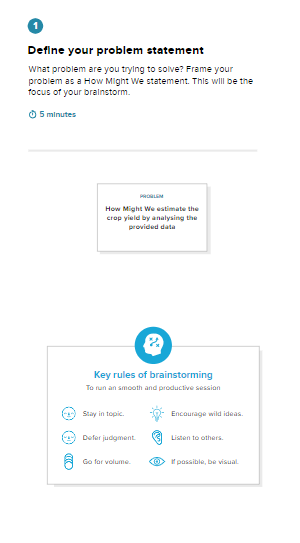 1
Define your problem statement
What problem are you trying to solve? Frame your
problem as a How Might We statement. This will be the
focus of your brainstorm.
5 minutes
PROBLEM
How Might We estimate the
crop yield by analysing the
provided data
Key rules of brainstorming
To run an smooth and productive session
Stay in topic.
Encourage wild ideas.
Defer judgment.
Listen to others.
Go for volume.
If possible, be visual.